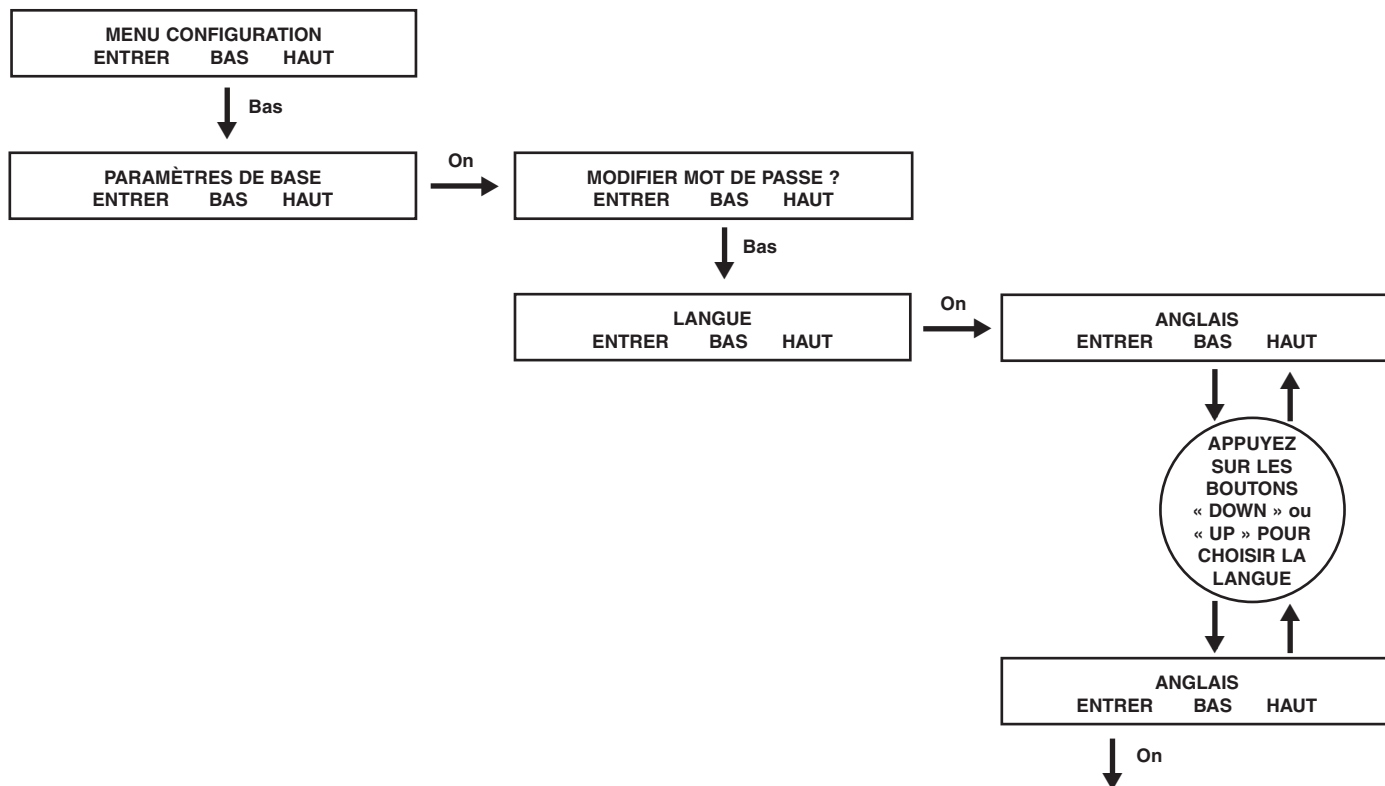 MENU CONFIGURATION
ENTRER BAS HAUT
Bas
PARAMÈTRES DE BASE
ENTRER BAS HAUT
On
MODIFIER MOT DE PASSE ?
ENTRER BAS HAUT
Bas
LANGUE
ENTRER BAS HAUT
On
ANGLAIS
ENTRER BAS HAUT
APPUYEZ
SUR LES
BOUTONS
« DOWN » ou
« UP » POUR
CHOISIR LA
LANGUE
ANGLAIS
ENTRER BAS HAUT
On